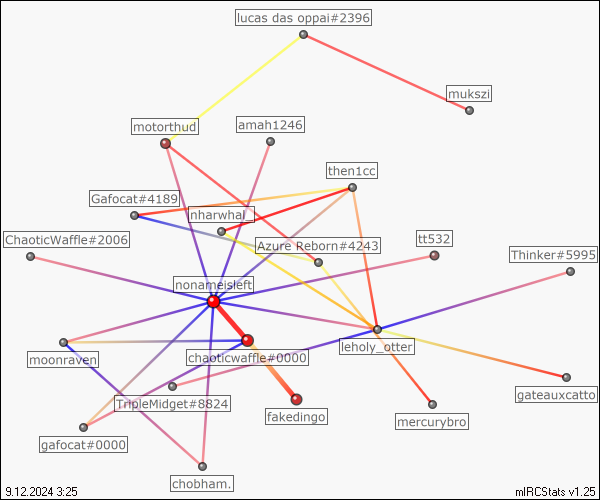 lucas das oppai#2396
mukszi
motorthud
amah1246
then1cc
Gafocat#4189
nharwhal_
ChaoticWaffle#2006
Azure Reborn#4243
tt532
Thinker#5995
nonameisleft
leholy_otter
moonraven
chaoticwaffle#0000
gateauxcatto
TripleMidget#8824
fakedingo
mercurybro
gafocat#0000
chobham.
9.12.2024 3:25
mIRCStats v1.25